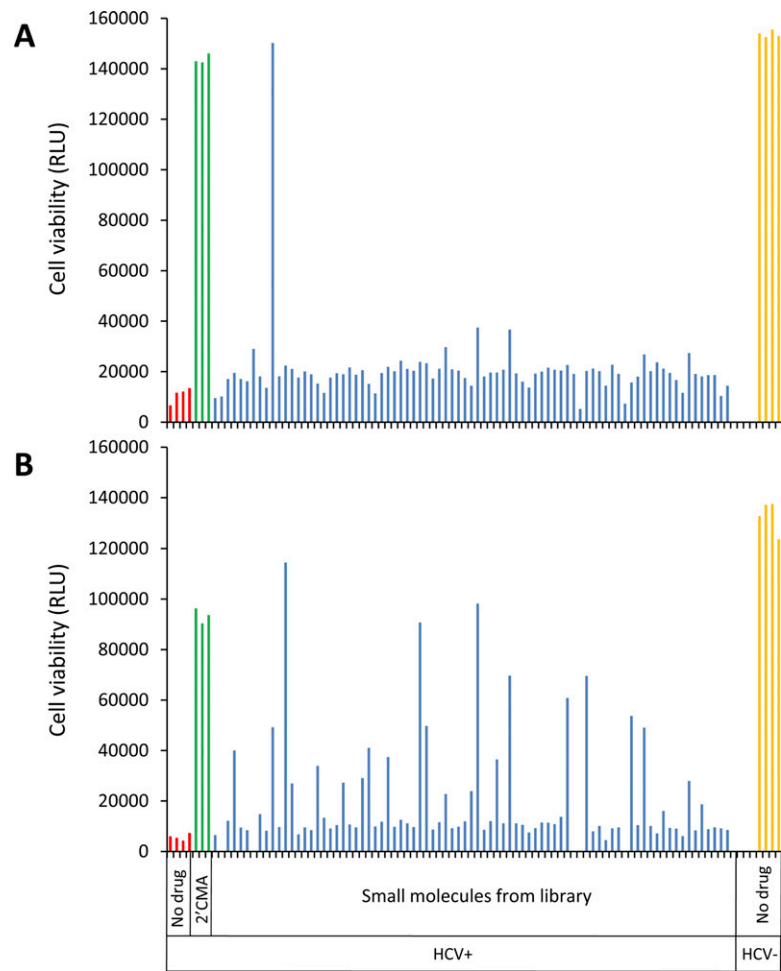 A
Cell viability (RLU)
160000
140000
120000
100000
80000
60000
40000
20000
0
B
Cell viability (RLU)
160000
140000
120000
100000
80000
60000
40000
20000
0
No drug
2'CMA
Small molecules from library
No drug
HCV+
HCV-